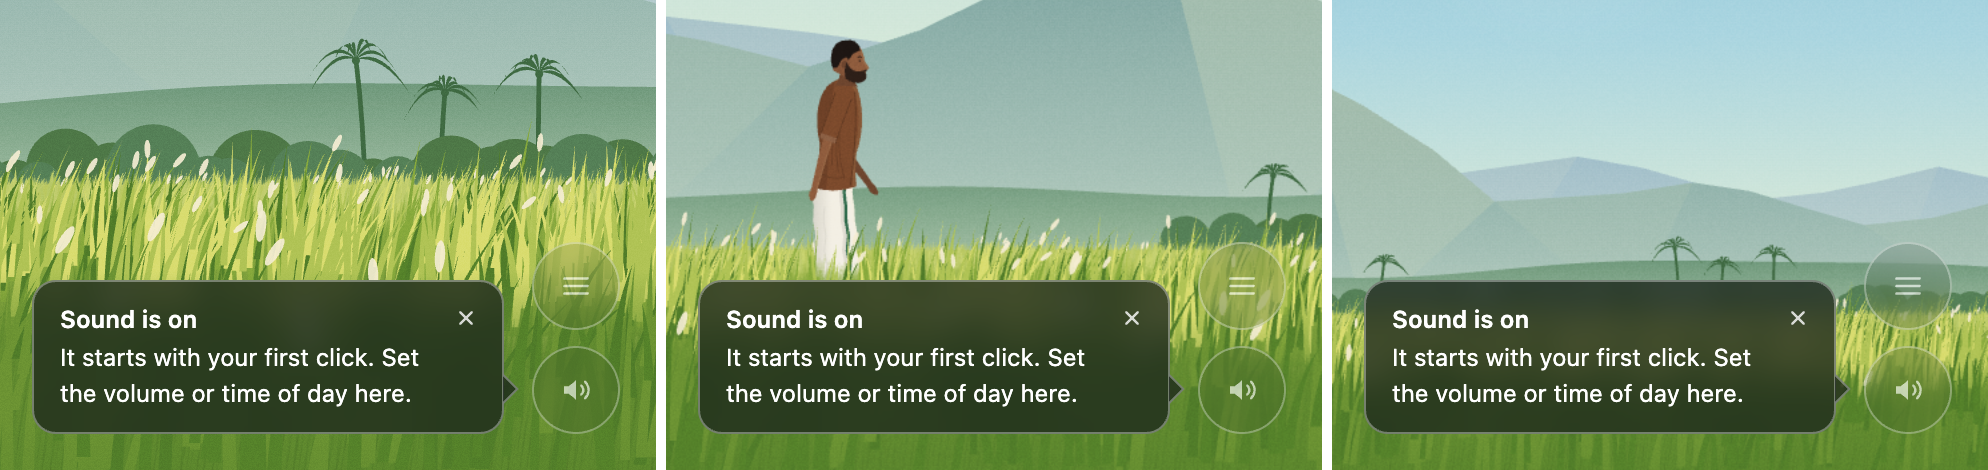 Sound is on
It starts with your first click. Set
the volume or time of day here.
Sound is on
It starts with your first click. Set
the volume or time of day here.
Sound is on
It starts with your first click. Set
the volume or time of day here.